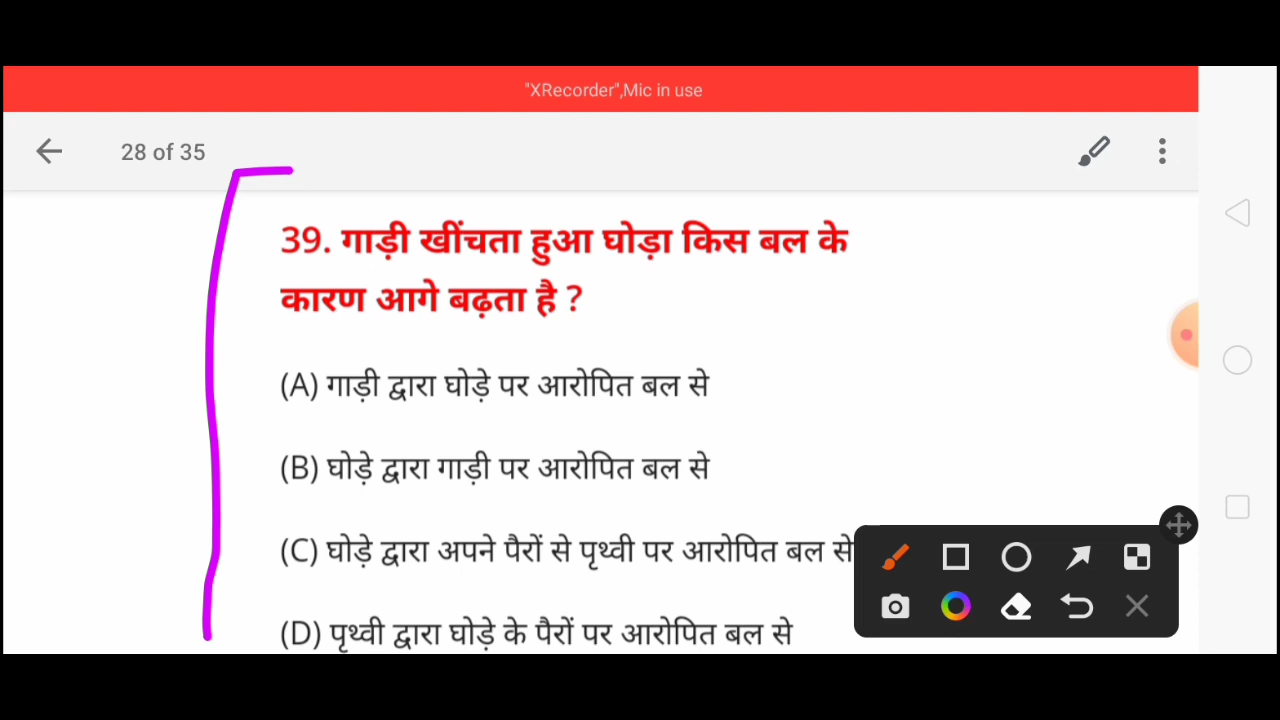 "XRecorder",Mic in use
28 of 35
39. गाड़ी खींचता हुआ घोड़ा किस बल के
कारण आगे बढ़ता है ?
(A) गाड़ी द्वारा घोड़े पर आरोपित बल से
(B) घोड़े द्वारा गाड़ी पर आरोपित बल से
(C) घोड़े द्वारा अपने पैरों से पृथ्वी पर आरोपित बल से
(D) पृथ्वी द्वारा घोड़े के पैरों पर आरोपित बल से